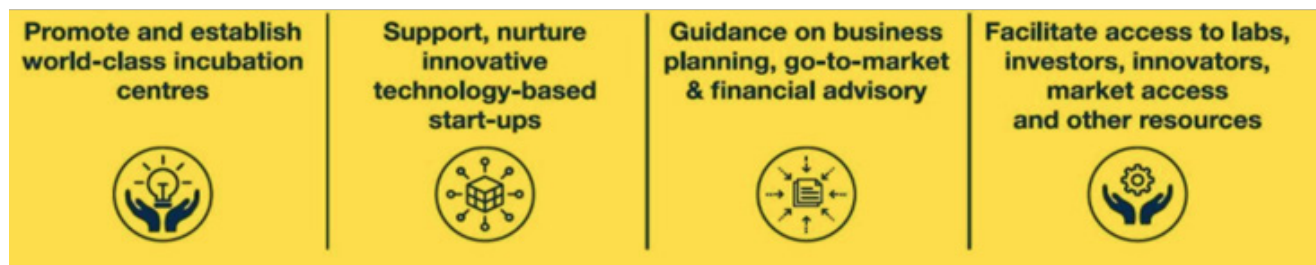 Promote and establish
world-class incubation
centres
Support, nurture
innovative
technology-based
start-ups
Guidance on business
planning, go-to-market
& financial advisory
Facilitate access to labs,
investors, innovators,
market access
and other resources